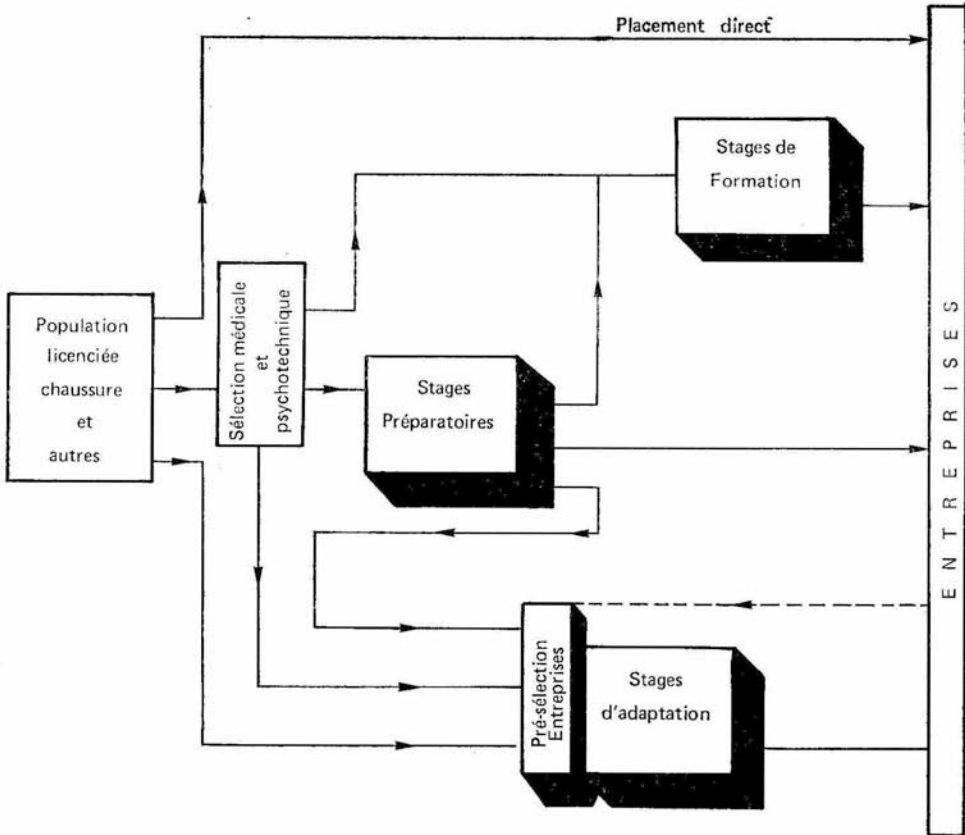 Placement direct
Stages de
Formation
Population
licenciée
chaussure
et
autres
Sélection médicale
et
psychotechnique
Stages
Préparatoires
ENTREPRISES
Pré-sélection
Entreprises
Stages
d'adaptation